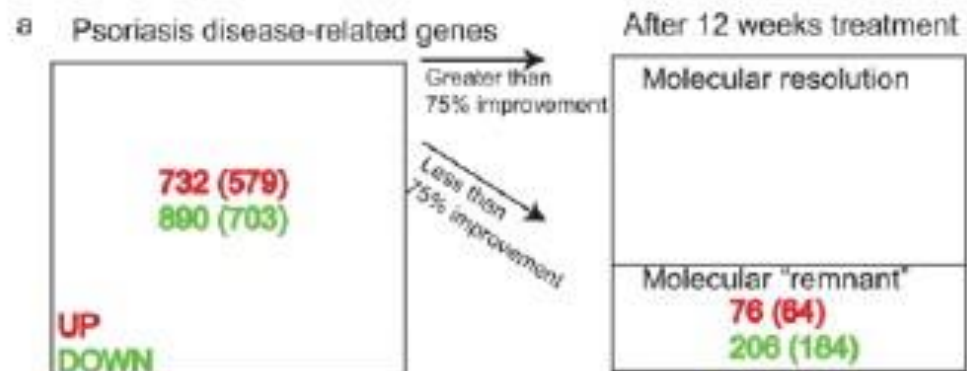 a Psoriasis disease-related genes
After 12 weeks treatment
Greater than
75% improvement
Molecular resolution
732 (579)
890 (703)
Less than
75% improvement
Molecular "remnant"
76 (64)
206 (184)
UP
DOWN